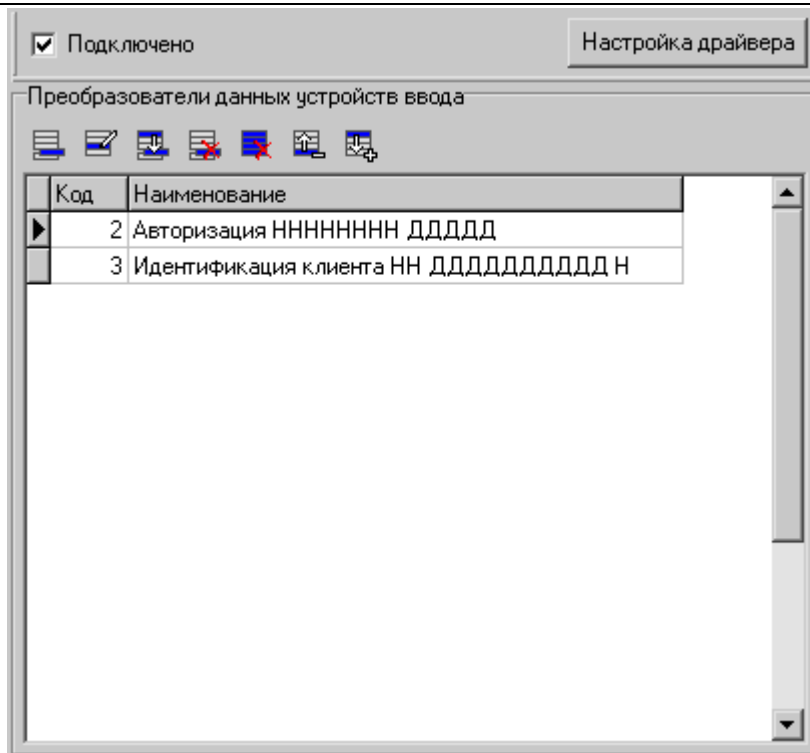 Подключено Настройка драйвера
Преобразователи данных устройств ввода
Код Наименование
2 Авторизация НННННННН ДДДДД
3 Идентификация клиента НН ДДДДДДДДДД Н